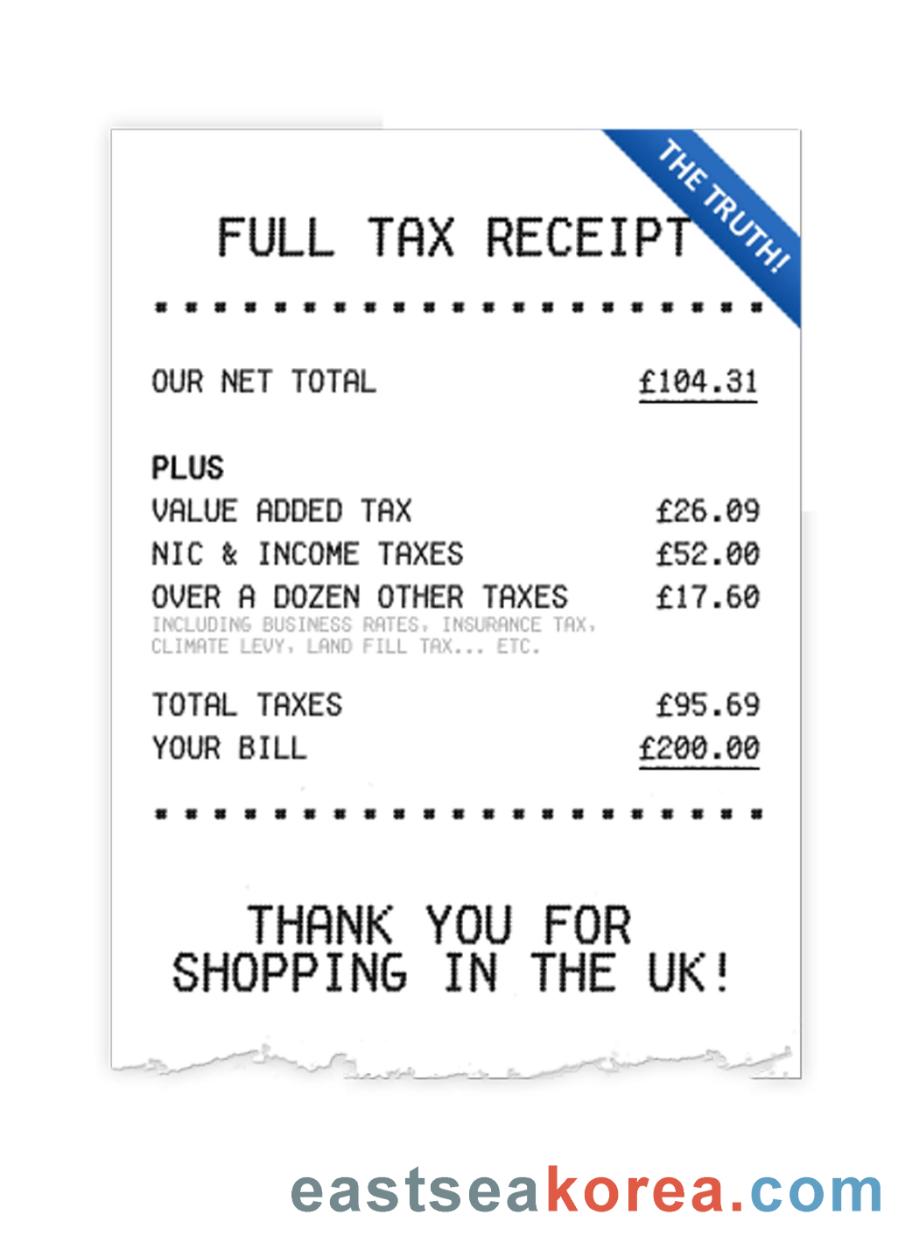 THE TRUTH!
FULL TAX RECEIPT
OUR NET TOTAL £104.31
PLUS
VALUE ADDED TAX £26.09
NIC & INCOME TAXES £52.00
OVER A DOZEN OTHER TAXES £17.60
INCLUDING BUSINESS RATES, INSURANCE TAX,
CLIMATE LEVY, LAND FILL TAX... ETC.
TOTAL TAXES £95.69
YOUR BILL £200.00
THANK YOU FOR
SHOPPING IN THE UK!
eastseakorea.com